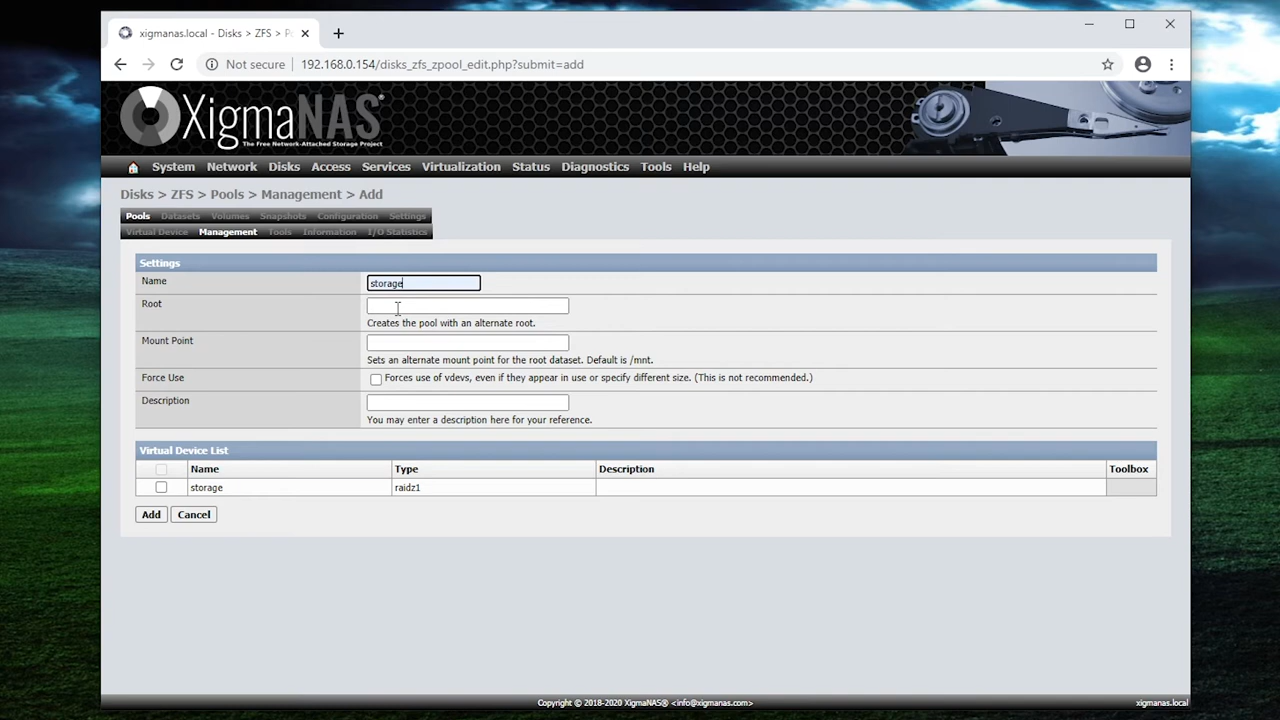 xigmanas.local - Disks > ZFS > P
Not secure 192.168.0.154/disks_zfs_zpool_edit.php?submit=add
XigmaNAS®
The Free Network-Attached Storage Project
System Network Disks Access Services Virtualization Status Diagnostics Tools Help
Disks > ZFS > Pools > Management > Add
Pools Datasets Volumes Snapshots Configuration Settings
Virtual Device Management Tools Information I/O Statistics
Settings
Name storage
Root
Creates the pool with an alternate root.
Mount Point
Sets an alternate mount point for the root dataset. Default is /mnt.
Force Use Forces use of vdevs, even if they appear in use or specify different size. (This is not recommended.)
Description
You may enter a description here for your reference.
Virtual Device List
Name Type Description Toolbox
storage raidz1
Add Cancel
Copyright © 2018-2020 XigmaNAS® <info@xigmanas.com> xigmanas.local